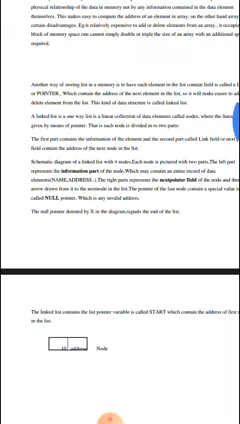 physical relationship of the data in memory not by any information contained in the data element
themselves. This makes easy to compute the address of an element in array, on the other hand array
certain disadvantages. Eg:it relatively expensive to add or delete elements from an array., it occupies
block of memory space one cannot simply double or triple the size of an array with an additional sp
required.
Another way of storing list in a memory is to have each element in the list contain field is called a
or POINTER,. Which contain the address of the next element in the list, so it will make easier to ad
delete element from the list. This kind of data structure is called linked list.
A linked list is a one way list is a linear collection of data elements called nodes, where the linea
given by means of pointer. That is each node is divided in to two parts:
The first part contains the information of the element and the second part called Link field or next
field contain the address of the next node in the list.
Schematic diagram of a linked list with 4 nodes,Each node is pictured with two parts,The left part
represents the information part of the node,Which may conatin an entire record of data
elements(NAME,ADDRESS..).The right parts represents the nextpointer field of the node and ther
arrow drawn from it to the nextnode in the list.The pointer of the last node contain a special value is
called NULL pointer. Which is any invalid address.
The null pointer denoted by X in the diagram,signals the end of the list.
The linked list contains the list pointer variable is called START which contain the address of first
in the list.
10 address Node